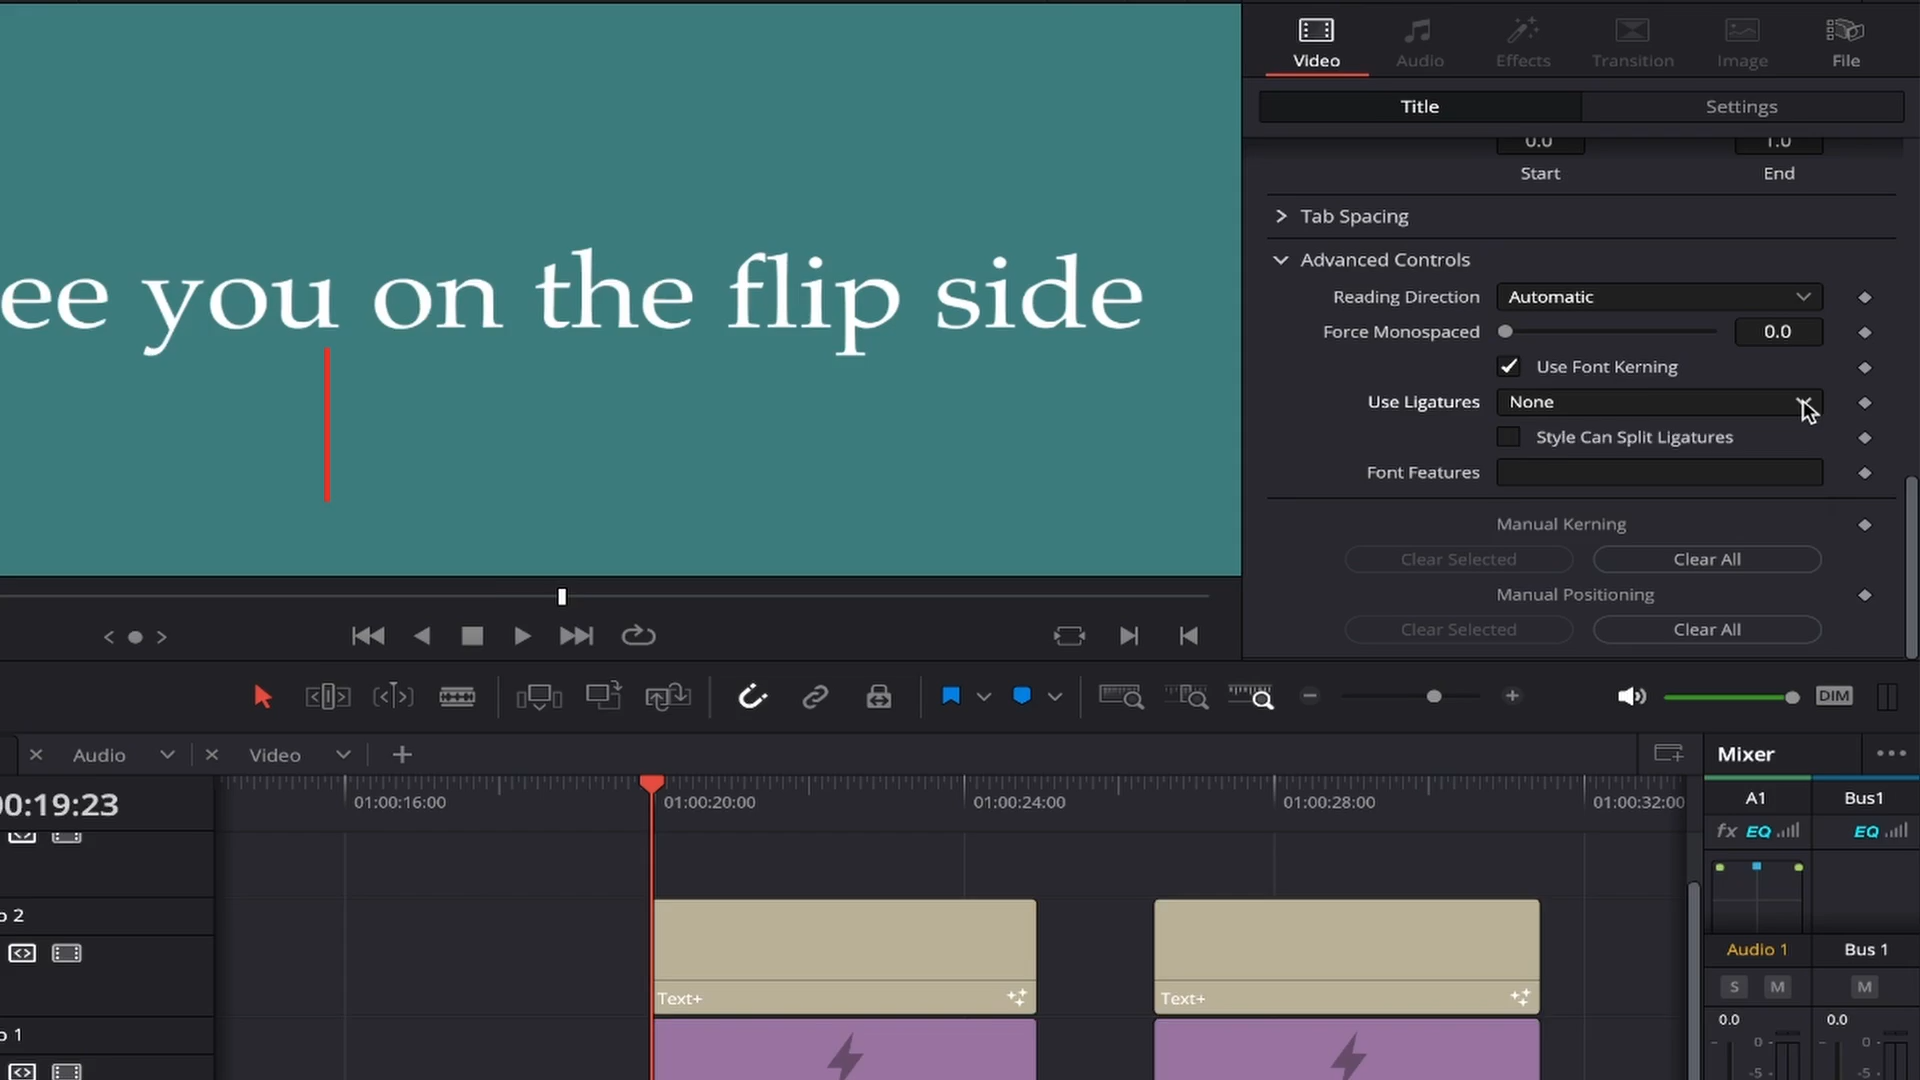 Video Audio Effects Transition Image File
Title Settings
0.0 1.0
Start End
Tab Spacing
Advanced Controls
Reading Direction Automatic
Force Monospaced 0.0
Use Font Kerning
Use Ligatures None
Style Can Split Ligatures
Font Features
Manual Kerning
Clear Selected Clear All
Manual Positioning
Clear Selected Clear All
ee you on the flip side
DIM
Audio Video Mixer
00:19:23
01:00:16:00 01:00:20:00 01:00:24:00 01:00:28:00 01:00:32:00
A1 Bus1
fx EQ EQ
o 2
Audio 1 Bus 1
S M M
Text+ Text+
0.0 0.0
o 1
0 0
-5 -5